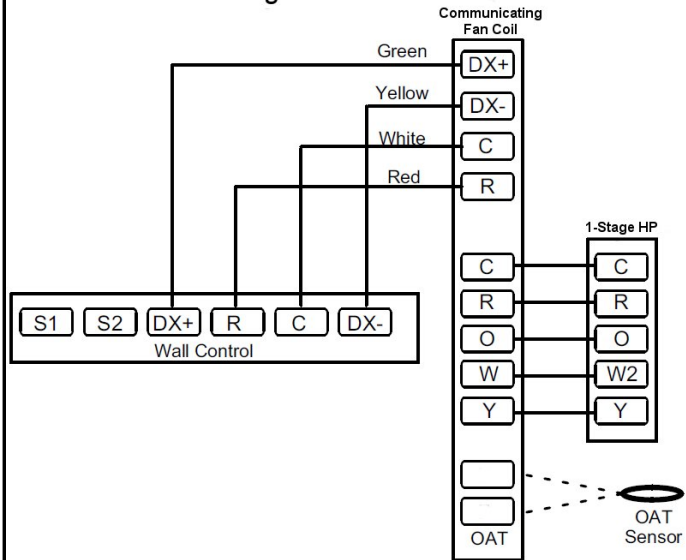 Communicating
Fan Coil
Green
DX+
Yellow
DX-
White
C
Red
R
1-Stage HP
C
C
R
R
O
O
W
W2
Y
Y
S1
S2
DX+
R
C
DX-
Wall Control
OAT
OAT
Sensor